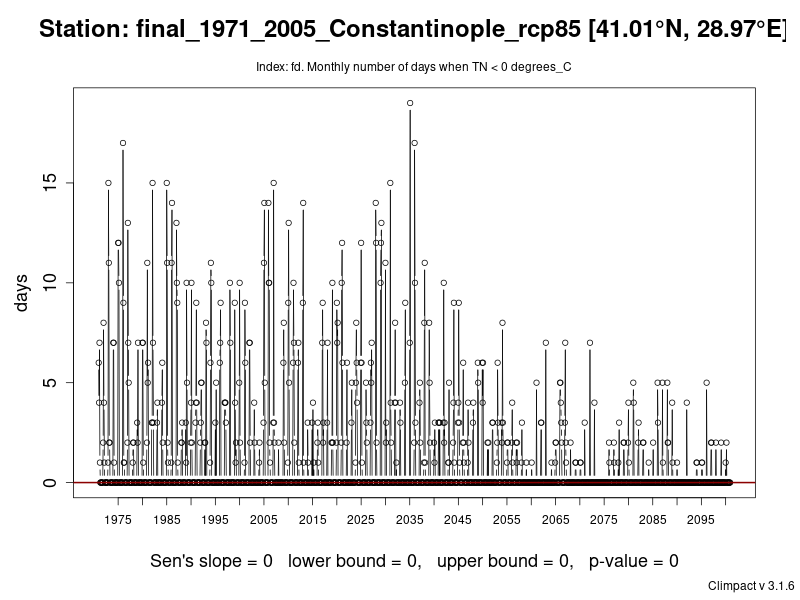 Station: final_1971_2005_Constantinople_rcp85 [41.01°N, 28.97°E]
Index: fd. Monthly number of days when TN < 0 degrees_C
days
15
10
5
0
1975 1985 1995 2005 2015 2025 2035 2045 2055 2065 2075 2085 2095
Sen's slope = 0 lower bound = 0, upper bound = 0, p-value = 0
Climpact v 3.1.6